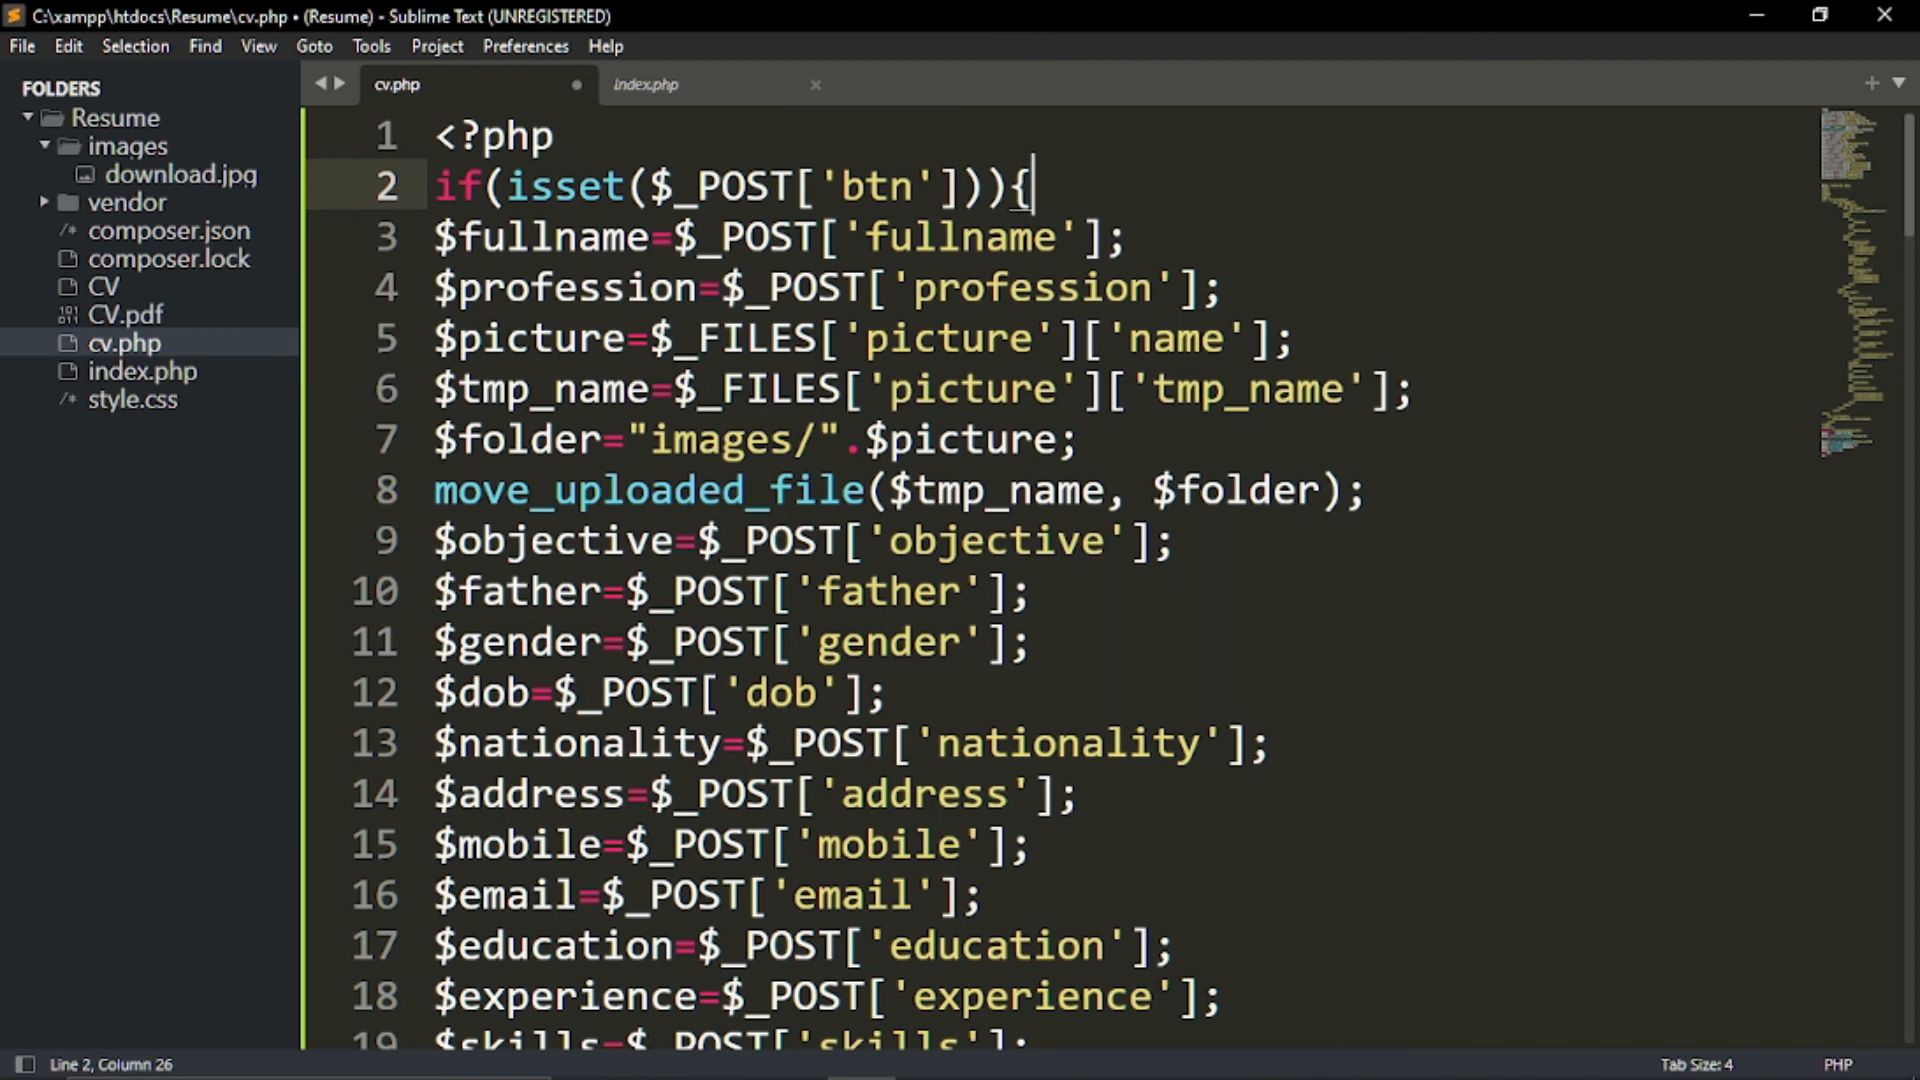 C:\xampp\htdocs\Resume\cv.php • (Resume) - Sublime Text (UNREGISTERED)
File Edit Selection Find View Goto Tools Project Preferences Help
FOLDERS
Resume
images
download.jpg
vendor
composer.json
composer.lock
CV
CV.pdf
cv.php
index.php
style.css
cv.php
index.php
1 <?php
2 if(isset($_POST['btn'])){
3 $fullname=$_POST['fullname'];
4 $profession=$_POST['profession'];
5 $picture=$_FILES['picture']['name'];
6 $tmp_name=$_FILES['picture']['tmp_name'];
7 $folder="images/".$picture;
8 move_uploaded_file($tmp_name, $folder);
9 $objective=$_POST['objective'];
10 $father=$_POST['father'];
11 $gender=$_POST['gender'];
12 $dob=$_POST['dob'];
13 $nationality=$_POST['nationality'];
14 $address=$_POST['address'];
15 $mobile=$_POST['mobile'];
16 $email=$_POST['email'];
17 $education=$_POST['education'];
18 $experience=$_POST['experience'];
19 $skills=$_POST['skills'];
Line 2, Column 26
Tab Size: 4
PHP